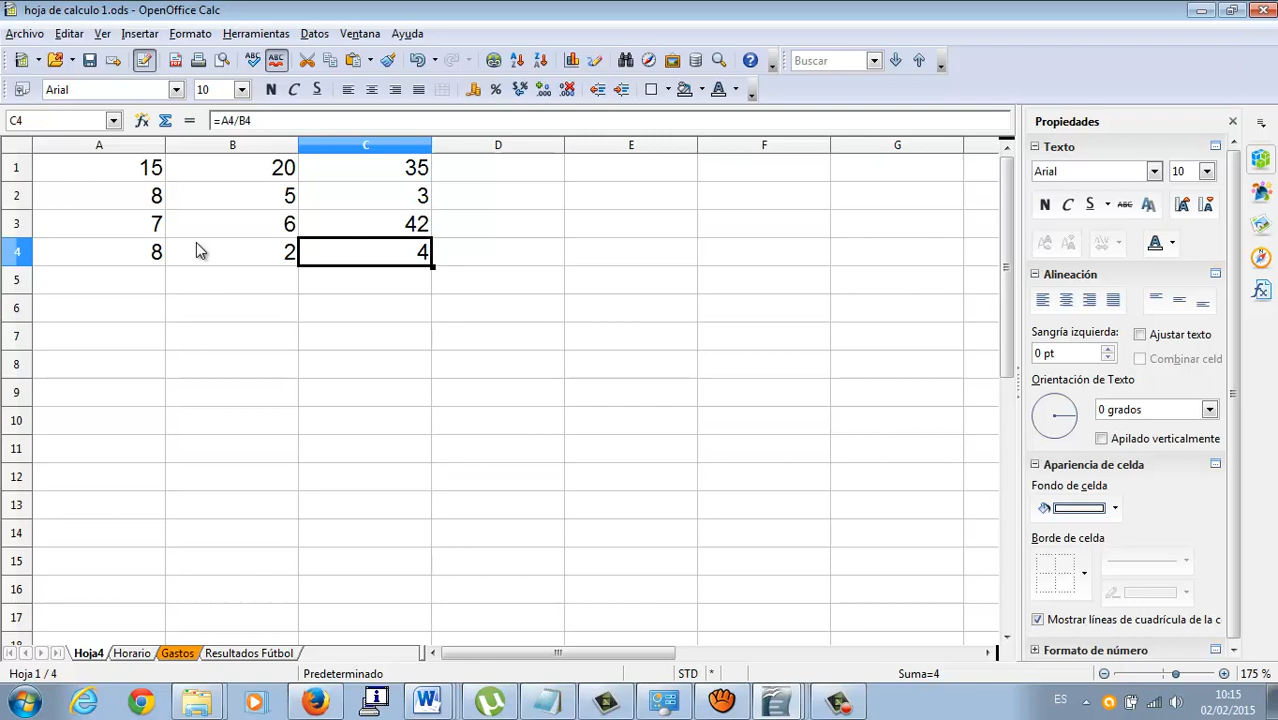 hoja de calculo 1.ods - OpenOffice Calc
Archivo Editar Ver Insertar Formato Herramientas Datos Ventana Ayuda
Buscar
Arial 10
C4 =A4/B4
A B C D E F G
1 15 20 35
2 8 5 3
3 7 6 42
4 8 2 4
5
6
7
8
9
10
11
12
13
14
15
16
17
18
Propiedades
Texto
Arial 10
N C S ABC
Alineación
Sangría izquierda: Ajustar texto
0 pt Combinar celd
Orientación de Texto
0 grados
Apilado verticalmente
Apariencia de celda
Fondo de celda
Borde de celda
Mostrar líneas de cuadrícula de la c
Formato de número
Hoja4 Horario Gastos Resultados Fútbol
Hoja 1 / 4 Predeterminado STD * Suma=4 175 %
ES 10:15
02/02/2015